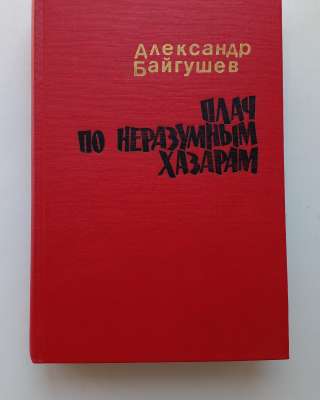 Александр
Байгушев
ПЛАЧ
ПО НЕРАЗУМНЫМ
ХАЗАРАМ